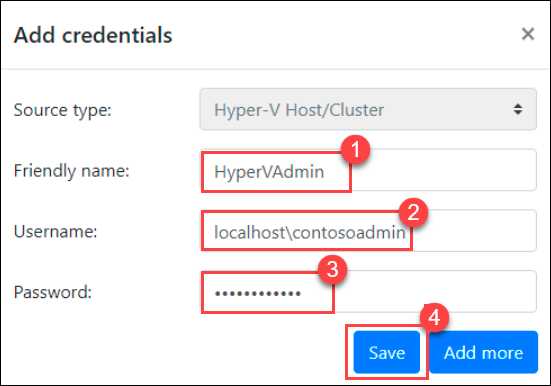 Add credentials ×
Source type: Hyper-V Host/Cluster
1
Friendly name: HyperVAdmin
2
Username: localhost\contosoadmin
3
Password: ••••••••••••
4
Save Add more